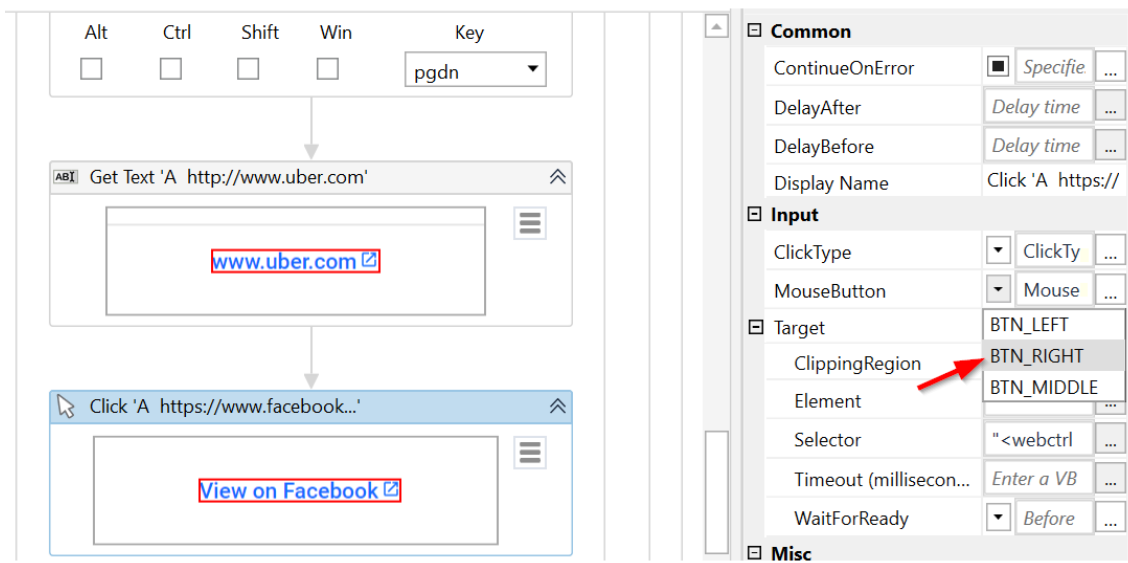 Alt Ctrl Shift Win Key
pgdn
ABI Get Text 'A http://www.uber.com'
www.uber.com
Click 'A https://www.facebook...'
View on Facebook
Common
ContinueOnError Specifie ...
DelayAfter Delay time ...
DelayBefore Delay time ...
Display Name Click 'A https://
Input
ClickType ClickTy ...
MouseButton Mouse ...
Target BTN_LEFT
ClippingRegion BTN_RIGHT
BTN_MIDDLE
Element ...
Selector "<webctrl ...
Timeout (millisecon... Enter a VB ...
WaitForReady Before ...
Misc